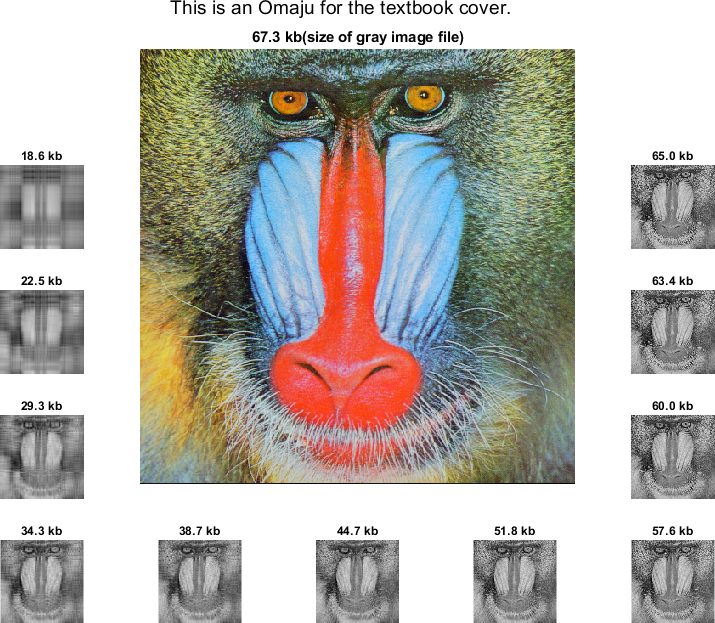 This is an Omaju for the textbook cover.
67.3 kb(size of gray image file)
18.6 kb
65.0 kb
22.5 kb
63.4 kb
29.3 kb
60.0 kb
34.3 kb
38.7 kb
44.7 kb
51.8 kb
57.6 kb